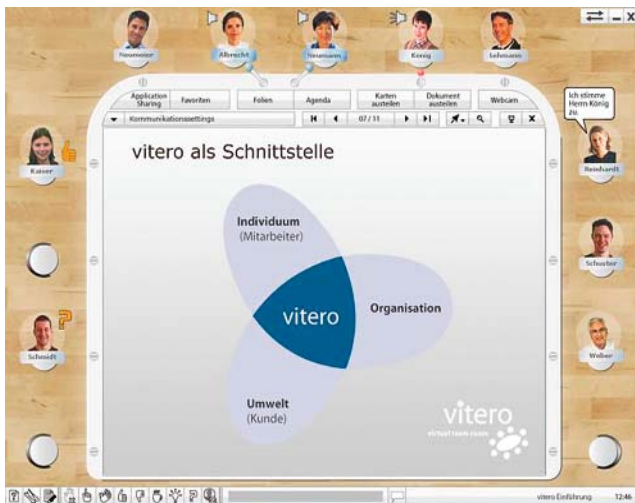 Neumeier
Albrecht
Neumann
König
Lehmann
Application
Sharing
Favoriten
Folien
Agenda
Karten
austeilen
Dokument
austeilen
Webcam
Ich stimme
Herrn König
zu.
Kommunikationssettings
07/11
Kaiser
Reinhardt
vitero als Schnittstelle
Individuum
(Mitarbeiter)
Organisation
vitero
Schuster
Schmidt
Weber
Umwelt
(Kunde)
vitero
virtual team room
vitero Einführung
12:46